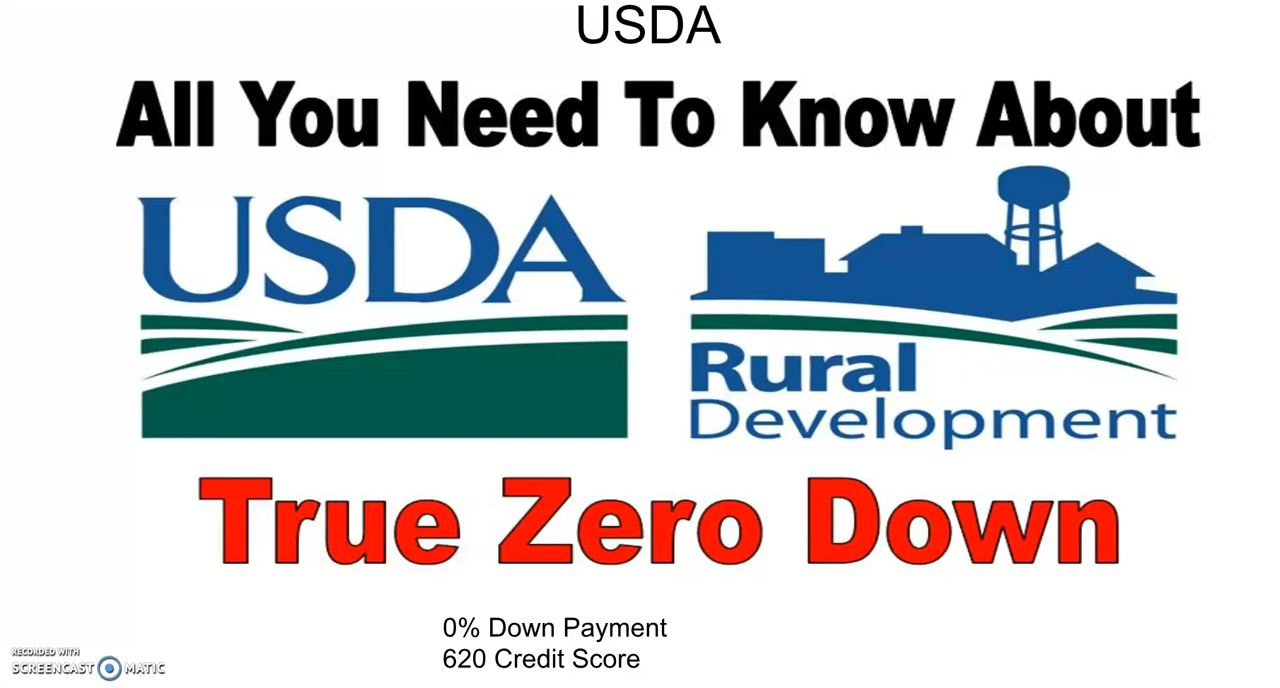 USDA
All You Need To Know About
USDA
Rural
Development
True Zero Down
0% Down Payment
620 Credit Score
RECORDED WITH
SCREENCAST MATIC